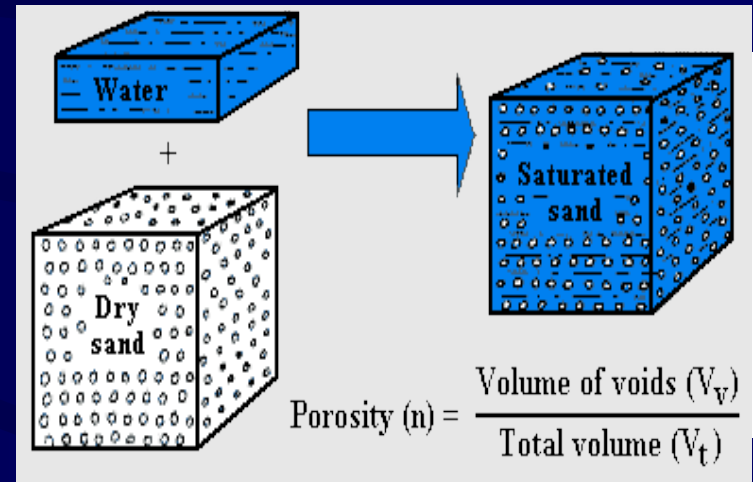 Water
+
Dry
sand
Saturated
sand
Porosity (n) = Volume of voids (Vv)
Total volume (Vt)